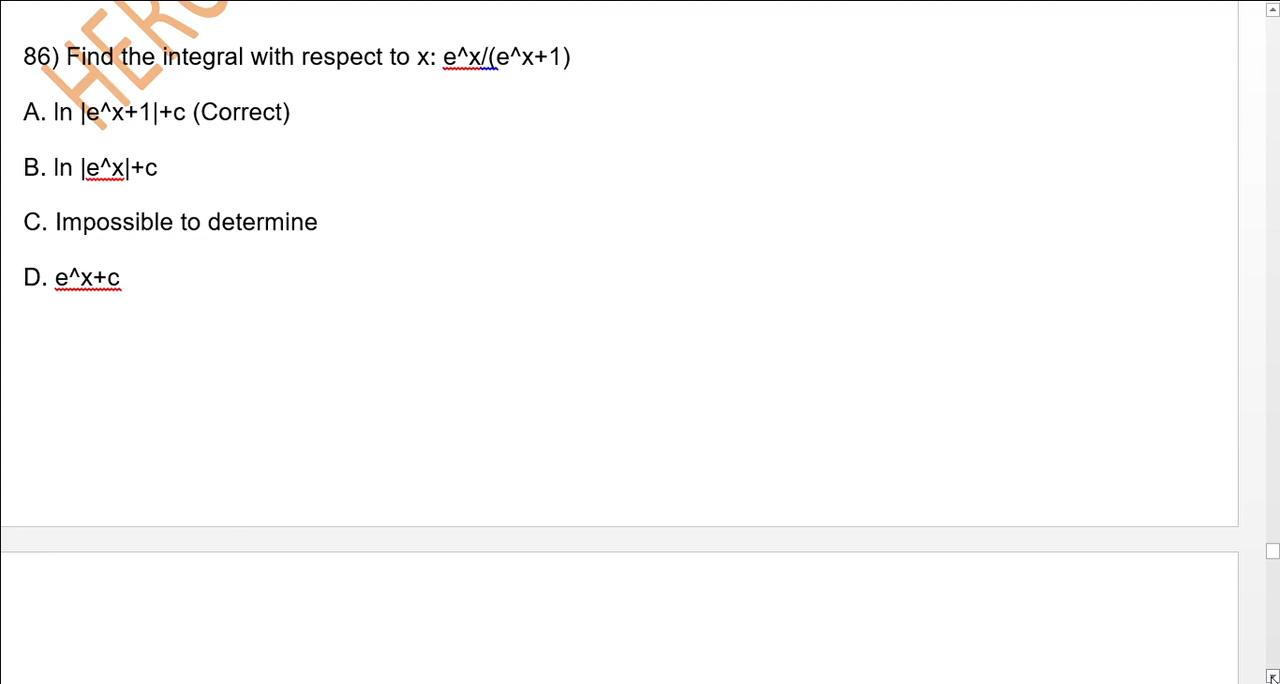 86) Find the integral with respect to x: e^x/(e^x+1)
A. ln |e^x+1|+c (Correct)
B. ln |e^x|+c
C. Impossible to determine
D. e^x+c